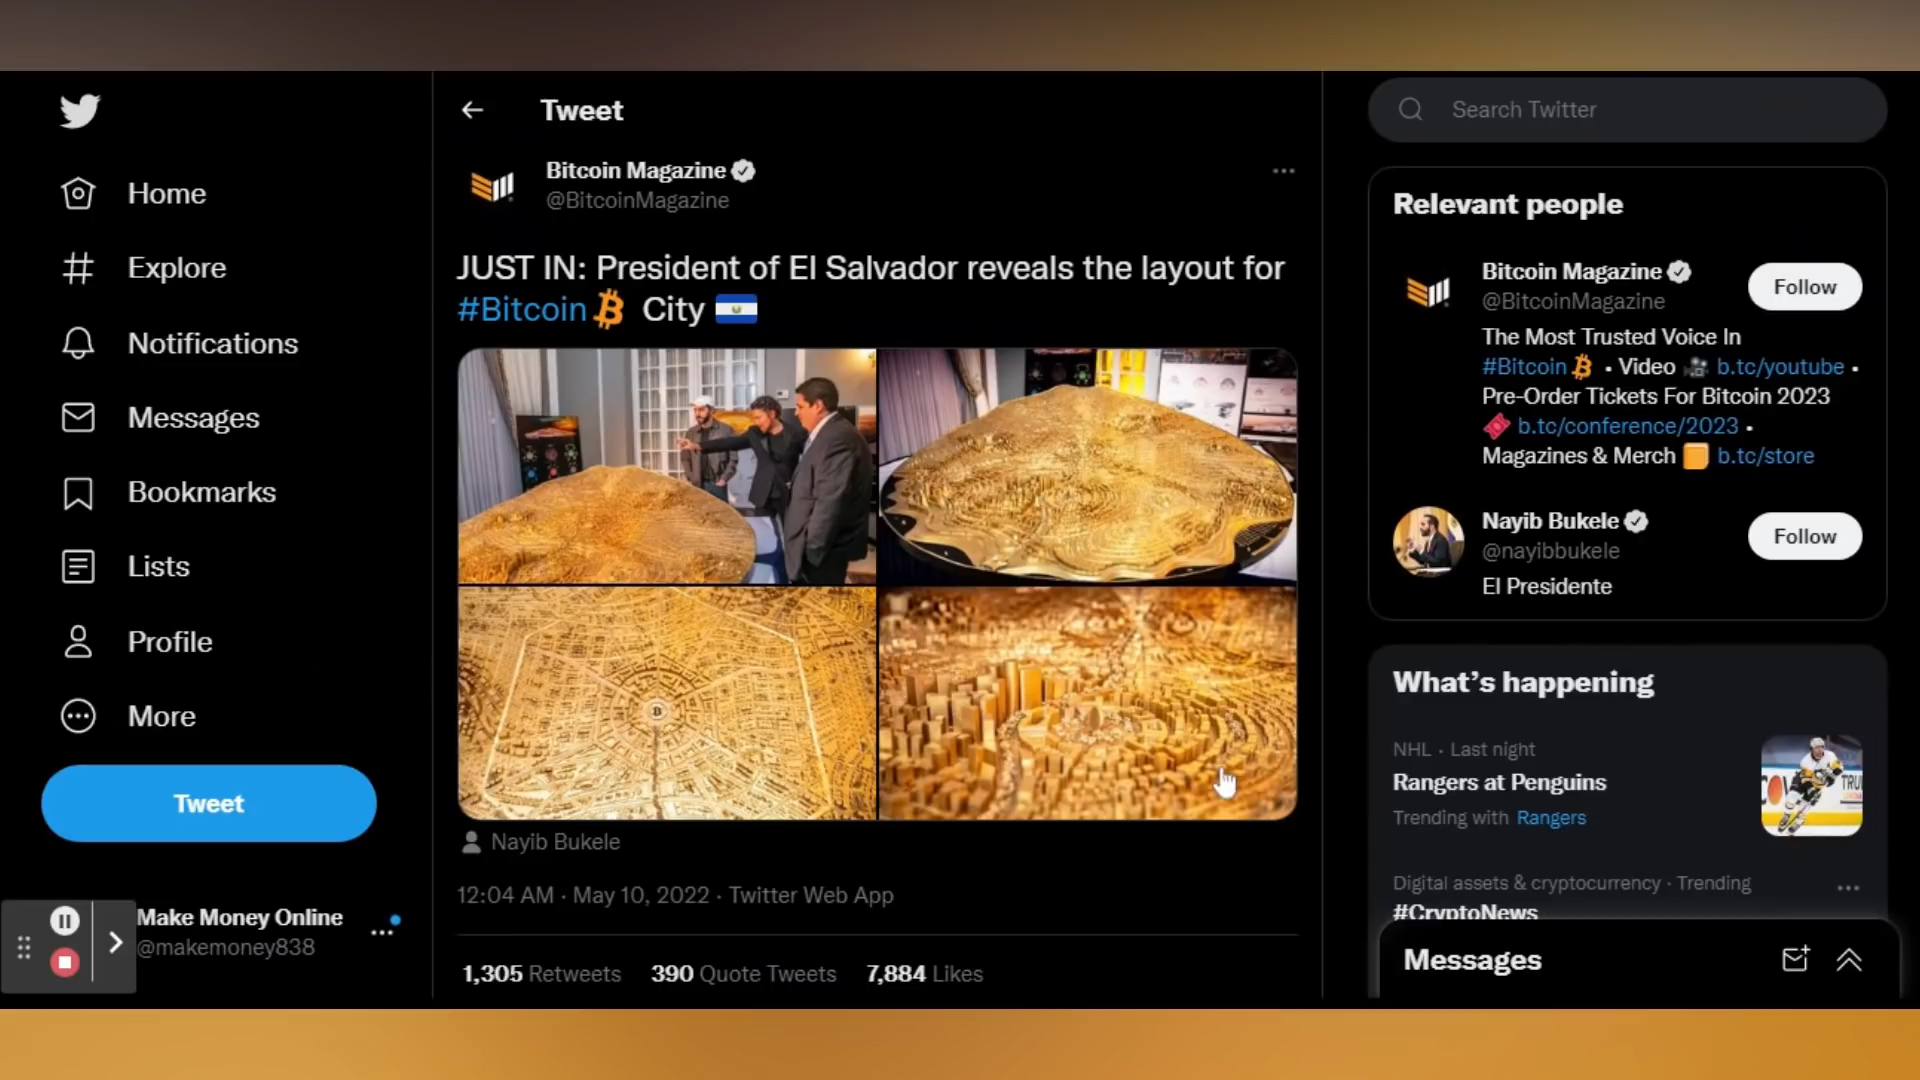 Home
Explore
Notifications
Messages
Bookmarks
Lists
Profile
More
Tweet
Make Money Online
@makemoney838
Tweet
Bitcoin Magazine
@BitcoinMagazine
JUST IN: President of El Salvador reveals the layout for
#Bitcoin City
Nayib Bukele
12:04 AM · May 10, 2022 · Twitter Web App
1,305 Retweets 390 Quote Tweets 7,884 Likes
Search Twitter
Relevant people
Bitcoin Magazine
@BitcoinMagazine
Follow
The Most Trusted Voice In
#Bitcoin • Video b.tc/youtube •
Pre-Order Tickets For Bitcoin 2023
b.tc/conference/2023 •
Magazines & Merch b.tc/store
Nayib Bukele
@nayibbukele
Follow
El Presidente
What's happening
NHL · Last night
Rangers at Penguins
Trending with Rangers
Digital assets & cryptocurrency · Trending
#CryptoNews
Messages